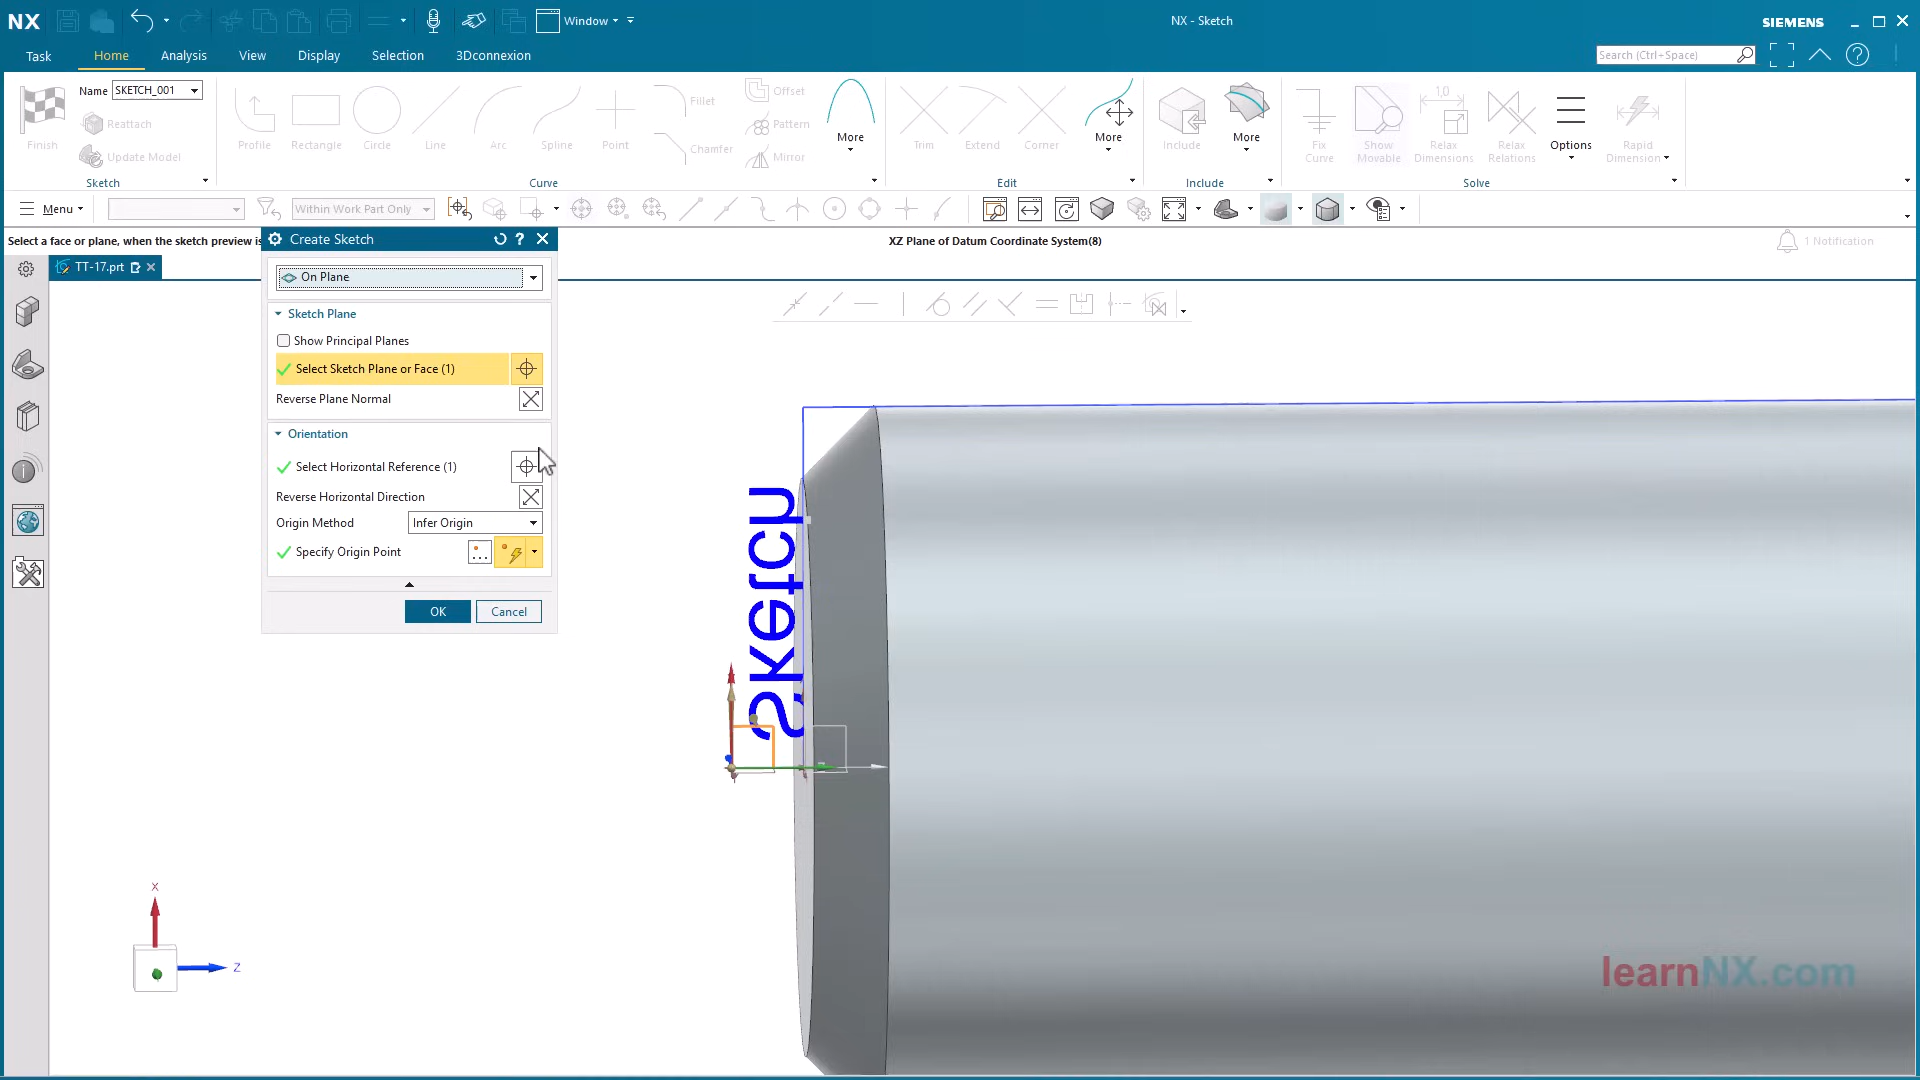 NX
Window
NX - Sketch
SIEMENS
Task
Home
Analysis
View
Display
Selection
3Dconnexion
Search (Ctrl+Space)
Name
SKETCH_001
Reattach
Update Model
Finish
Profile
Rectangle
Circle
Line
Arc
Spline
Point
Fillet
Chamfer
Offset
Pattern
Mirror
More
Trim
Extend
Corner
More
Include
More
Fix Curve
Show Movable
1,0
Relax Dimensions
Relax Relations
Options
Rapid Dimension
Sketch
Curve
Edit
Include
Solve
Menu
Within Work Part Only
Select a face or plane, when the sketch preview is
XZ Plane of Datum Coordinate System(8)
1 Notification
TT-17.prt
Create Sketch
On Plane
Sketch Plane
Show Principal Planes
Select Sketch Plane or Face (1)
Reverse Plane Normal
Orientation
Select Horizontal Reference (1)
Reverse Horizontal Direction
Origin Method
Infer Origin
Specify Origin Point
OK
Cancel
Sketch
X
Z
learnNX.com